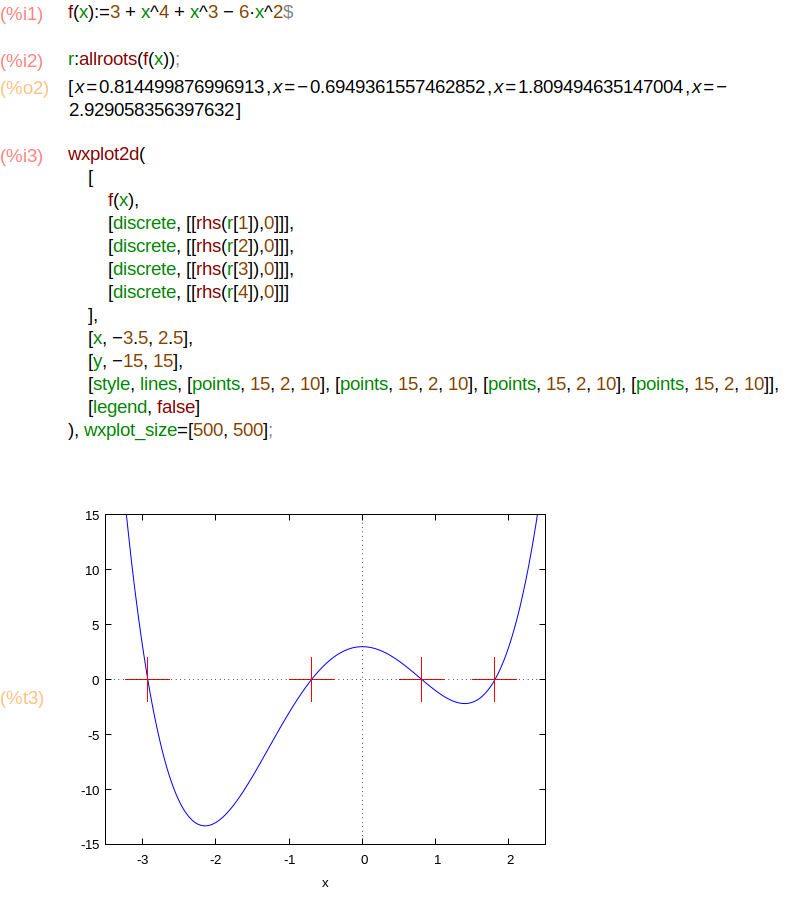 (%i1) f(x):=3 + x^4 + x^3 − 6·x^2$
(%i2) r:allroots(f(x));
(%o2) [x=0.814499876996913,x=−0.6949361557462852,x=1.809494635147004,x=−
2.929058356397632]
(%i3) wxplot2d(
[
f(x),
[discrete, [[rhs(r[1]),0]]],
[discrete, [[rhs(r[2]),0]]],
[discrete, [[rhs(r[3]),0]]],
[discrete, [[rhs(r[4]),0]]]
],
[x, −3.5, 2.5],
[y, −15, 15],
[style, lines, [points, 15, 2, 10], [points, 15, 2, 10], [points, 15, 2, 10], [points, 15, 2, 10]],
[legend, false]
), wxplot_size=[500, 500];
15
10
5
0
(%t3)
-5
-10
-15
-3 -2 -1 0 1 2
x